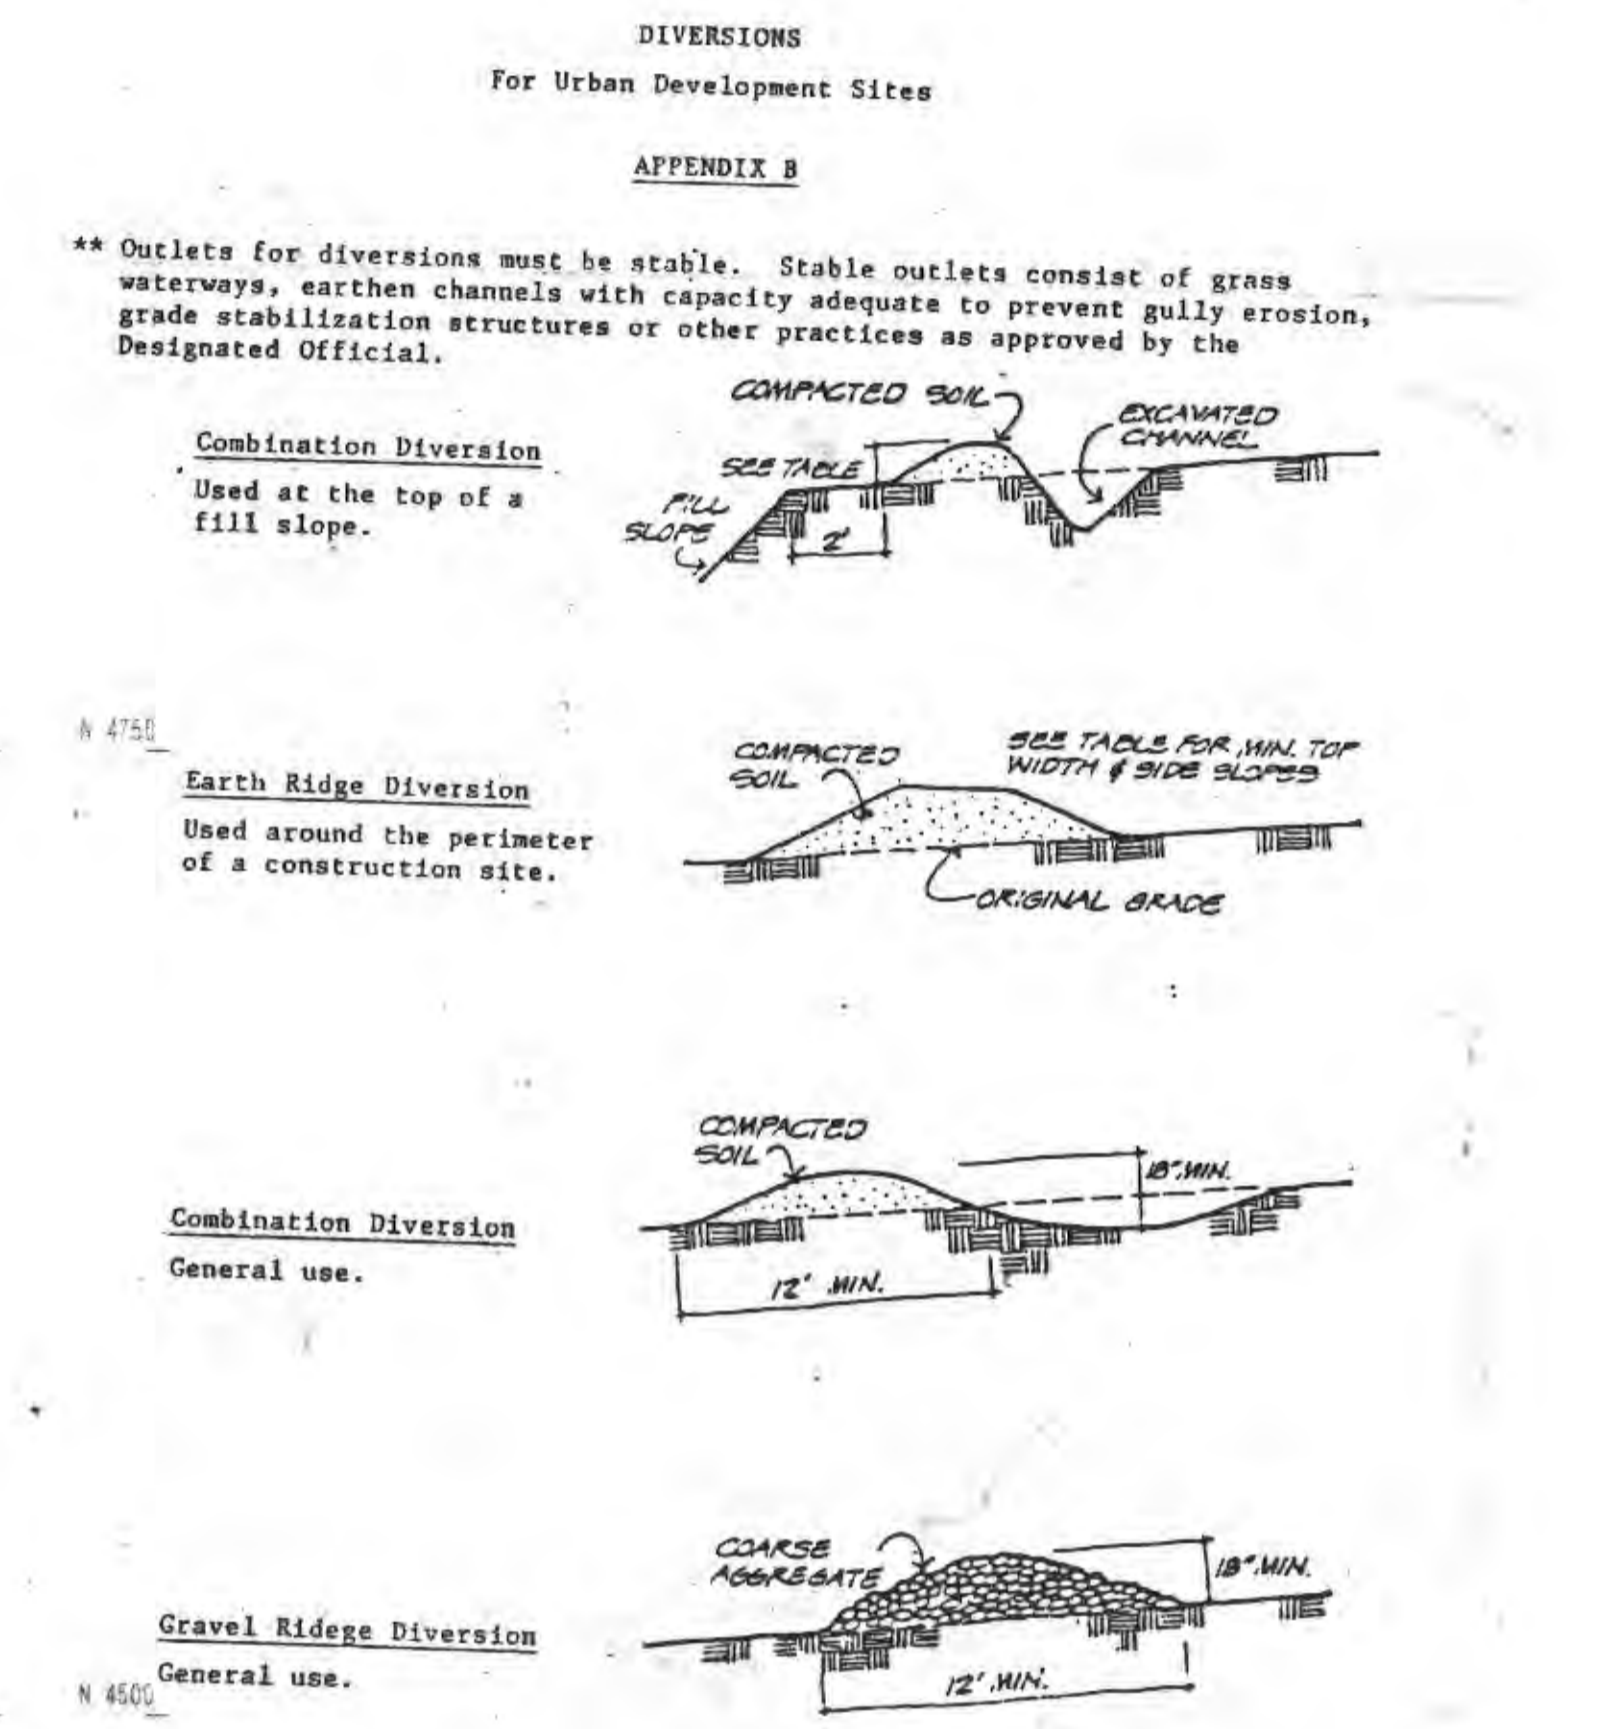 DIVERSIONS
For Urban Development Sites
APPENDIX B
** Outlets for diversions must be stable. Stable outlets consist of grass
waterways, earthen channels with capacity adequate to prevent gully erosion,
grade stabilization structures or other practices as approved by the
Designated Official.
COMPACTED SOIL
EXCAVATED
CHANNEL
Combination Diversion
SEE TABLE
Used at the top of a
fill slope.
FILL
SLOPE
2'
N 4750
COMPACTED
SOIL
SEE TABLE FOR MIN. TOP
WIDTH & SIDE SLOPES
Earth Ridge Diversion
Used around the perimeter
of a construction site.
ORIGINAL GRADE
COMPACTED
SOIL
18" MIN.
Combination Diversion
General use.
12' MIN.
COARSE
AGGREGATE
18" MIN.
Gravel Ridege Diversion
General use.
12' MIN.
N 4500